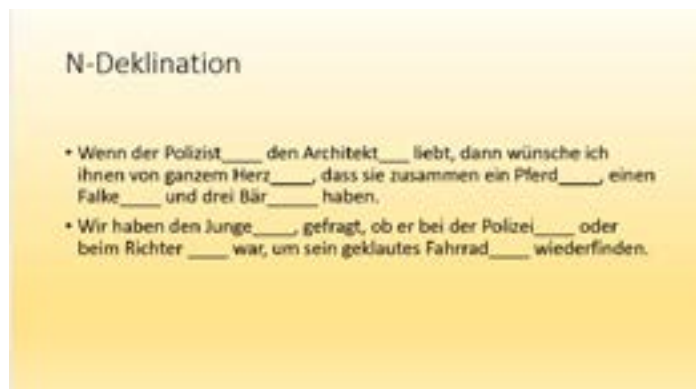 N-Deklination
• Wenn der Polizist____ den Architekt___ liebt, dann wünsche ich
ihnen von ganzem Herz____, dass sie zusammen ein Pferd____, einen
Falke____ und drei Bär_____ haben.
• Wir haben den Junge____, gefragt, ob er bei der Polizei____ oder
beim Richter ____ war, um sein geklautes Fahrrad____ wiederfinden.